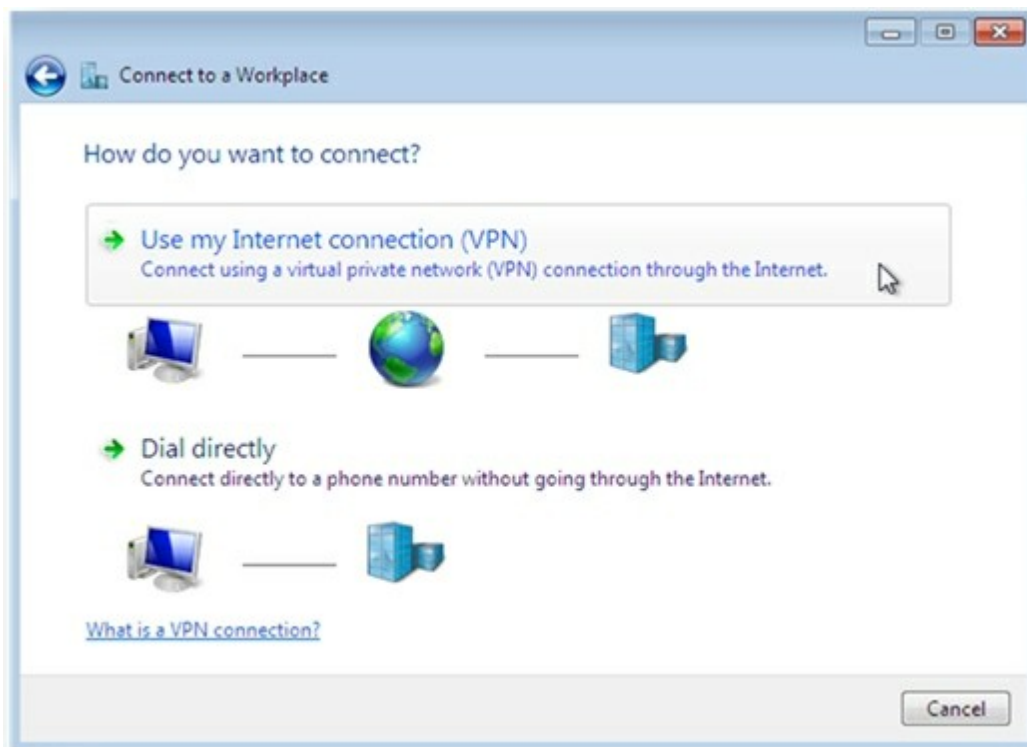 Connect to a Workplace
How do you want to connect?
Use my Internet connection (VPN)
Connect using a virtual private network (VPN) connection through the Internet.
Dial directly
Connect directly to a phone number without going through the Internet.
What is a VPN connection?
Cancel